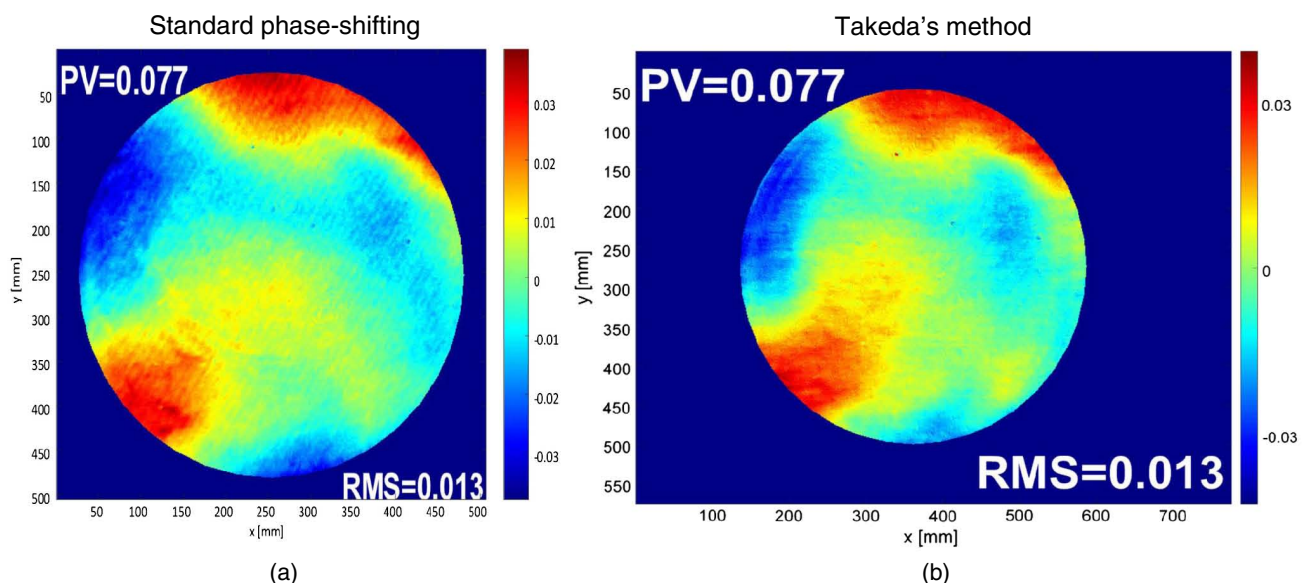 Standard phase-shifting
PV=0.077
RMS=0.013
50
100
150
200
250
300
350
400
450
500
y [mm]
50 100 150 200 250 300 350 400 450 500
x [mm]
0.03
0.02
0.01
0
-0.01
-0.02
-0.03
(a)
Takeda’s method
PV=0.077
RMS=0.013
50
100
150
200
250
300
350
400
450
500
550
y [mm]
100 200 300 400 500 600 700
x [mm]
0.03
0
-0.03
(b)